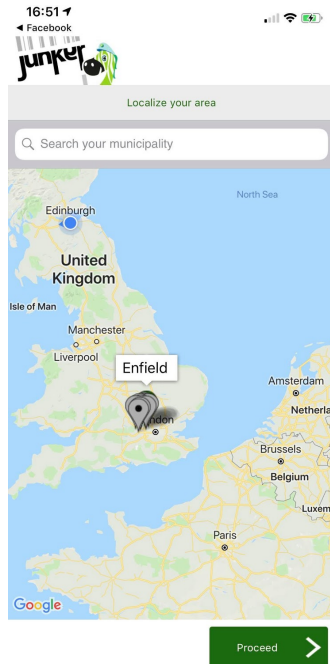 16:51
◀ Facebook
junker
Localize your area
Search your municipality
North Sea
Edinburgh
United
Kingdom
Isle of Man
Manchester
Liverpool
Enfield
Amsterdam
Netherla
ndon
Brussels
Belgium
Luxem
Paris
Google
Proceed